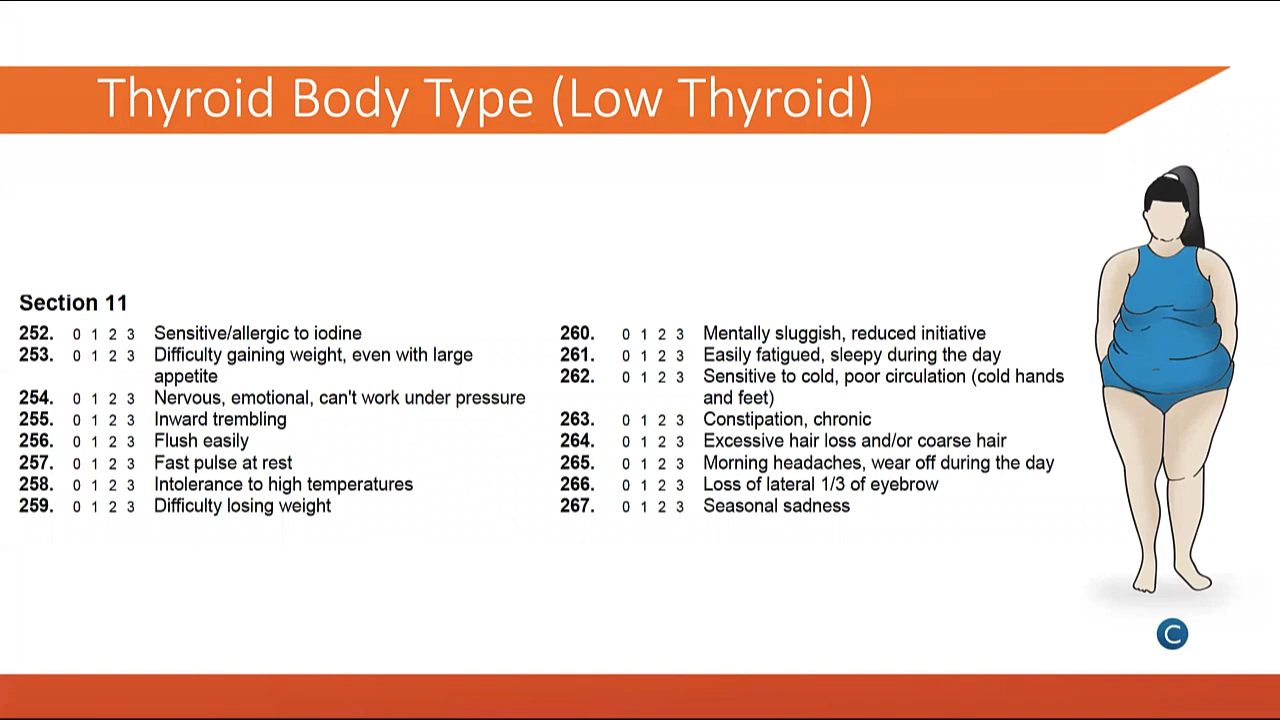 Thyroid Body Type (Low Thyroid)
Section 11
252. 0 1 2 3 Sensitive/allergic to iodine
253. 0 1 2 3 Difficulty gaining weight, even with large
appetite
254. 0 1 2 3 Nervous, emotional, can't work under pressure
255. 0 1 2 3 Inward trembling
256. 0 1 2 3 Flush easily
257. 0 1 2 3 Fast pulse at rest
258. 0 1 2 3 Intolerance to high temperatures
259. 0 1 2 3 Difficulty losing weight
260. 0 1 2 3 Mentally sluggish, reduced initiative
261. 0 1 2 3 Easily fatigued, sleepy during the day
262. 0 1 2 3 Sensitive to cold, poor circulation (cold hands
and feet)
263. 0 1 2 3 Constipation, chronic
264. 0 1 2 3 Excessive hair loss and/or coarse hair
265. 0 1 2 3 Morning headaches, wear off during the day
266. 0 1 2 3 Loss of lateral 1/3 of eyebrow
267. 0 1 2 3 Seasonal sadness
C